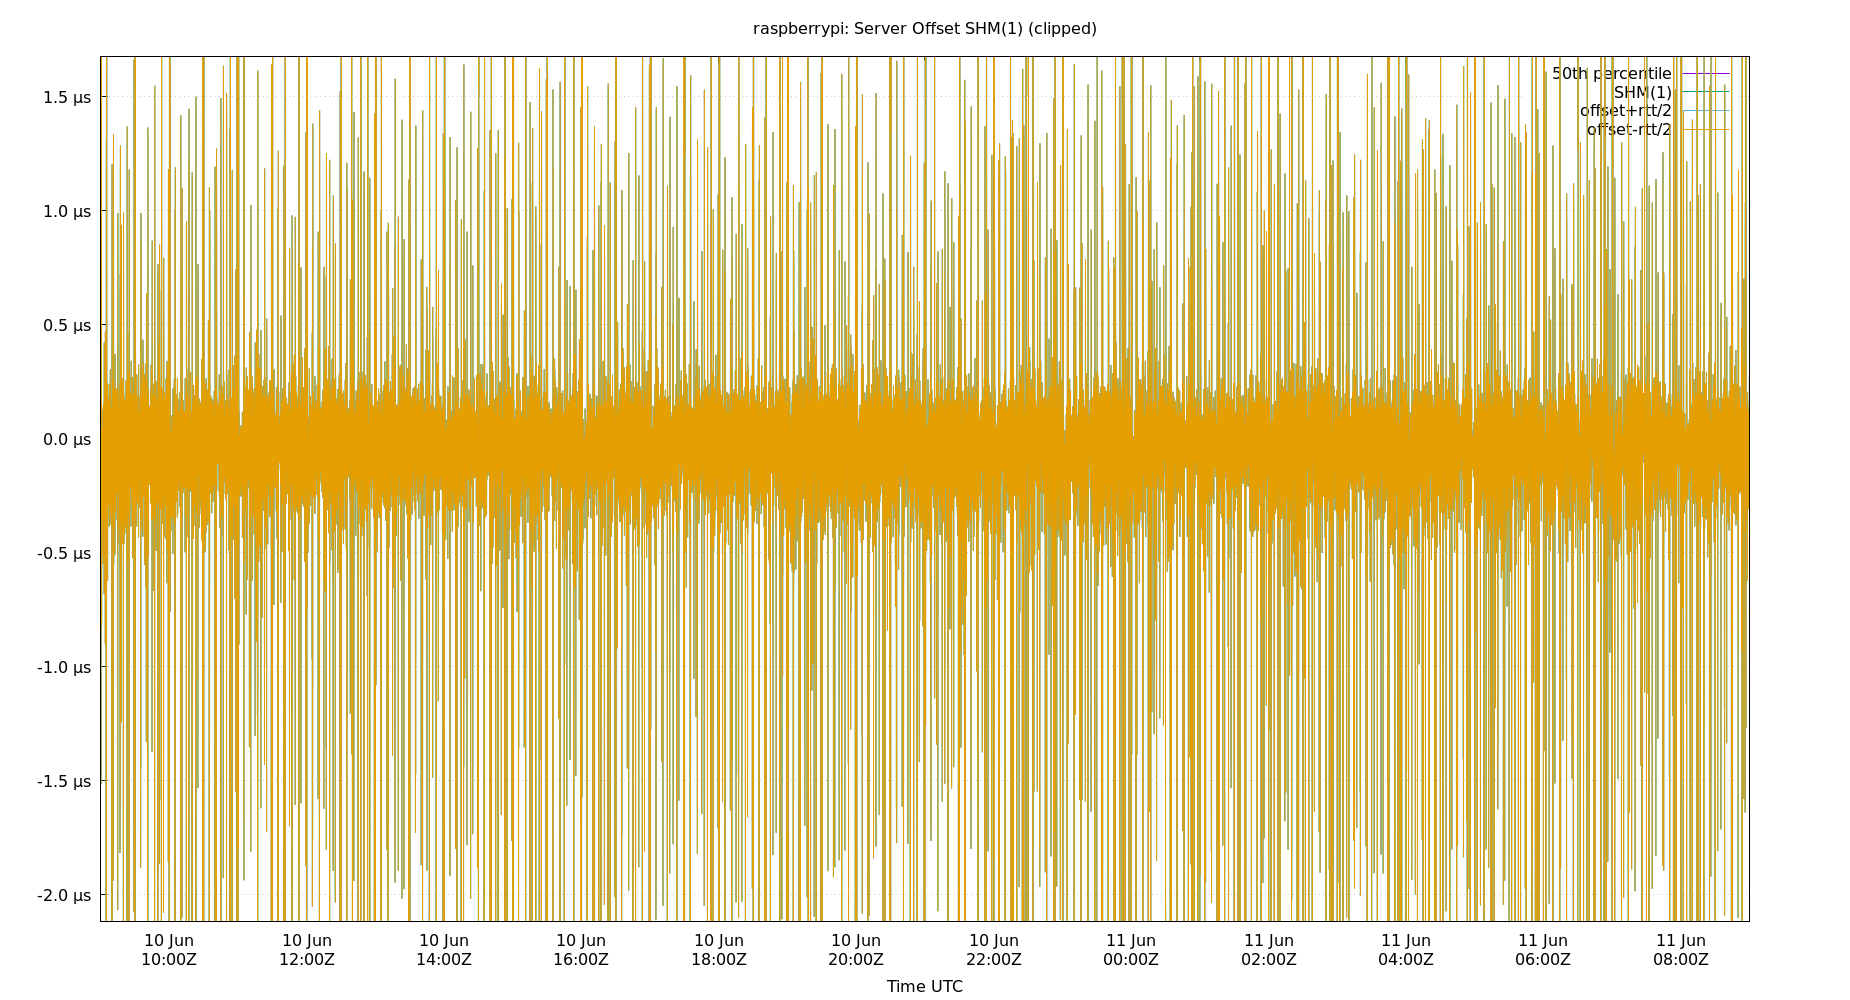 raspberrypi: Server Offset SHM(1) (clipped)
50th percentile
SHM(1)
offset+rtt/2
offset-rtt/2
1.5 µs
1.0 µs
0.5 µs
0.0 µs
-0.5 µs
-1.0 µs
-1.5 µs
-2.0 µs
10 Jun 10 Jun 10 Jun 10 Jun 10 Jun 10 Jun 10 Jun 11 Jun 11 Jun 11 Jun 11 Jun 11 Jun
10:00Z 12:00Z 14:00Z 16:00Z 18:00Z 20:00Z 22:00Z 00:00Z 02:00Z 04:00Z 06:00Z 08:00Z
Time UTC